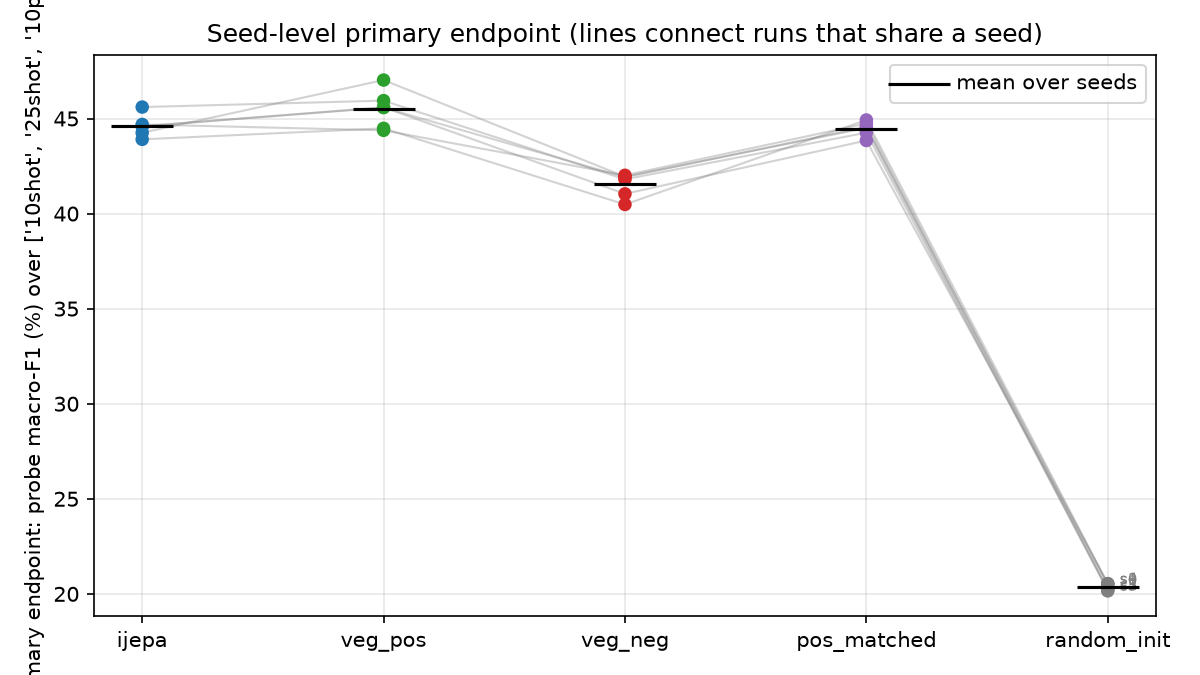 Seed-level primary endpoint (lines connect runs that share a seed)
mary endpoint: probe macro-F1 (%) over ['10shot', '25shot', '10p
mean over seeds
45
40
35
30
25
20
ijepa
veg_pos
veg_neg
pos_matched
random_init